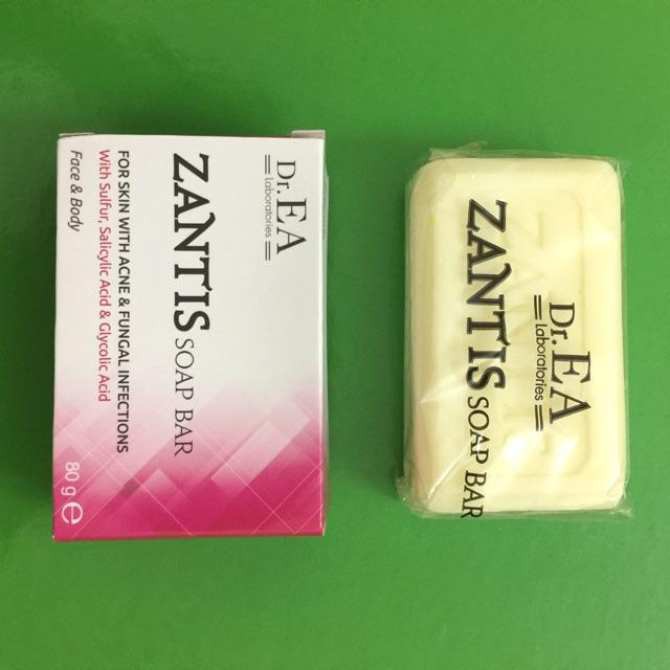 Dr.EA
Laboratories
ZANTIS SOAP BAR
FOR SKIN WITH ACNE & FUNGAL INFECTIONS
With Sulfur, Salicylic Acid & Glycolic Acid
Face & Body
80 g e
Dr.EA
Laboratories
ZANTIS SOAP BAR